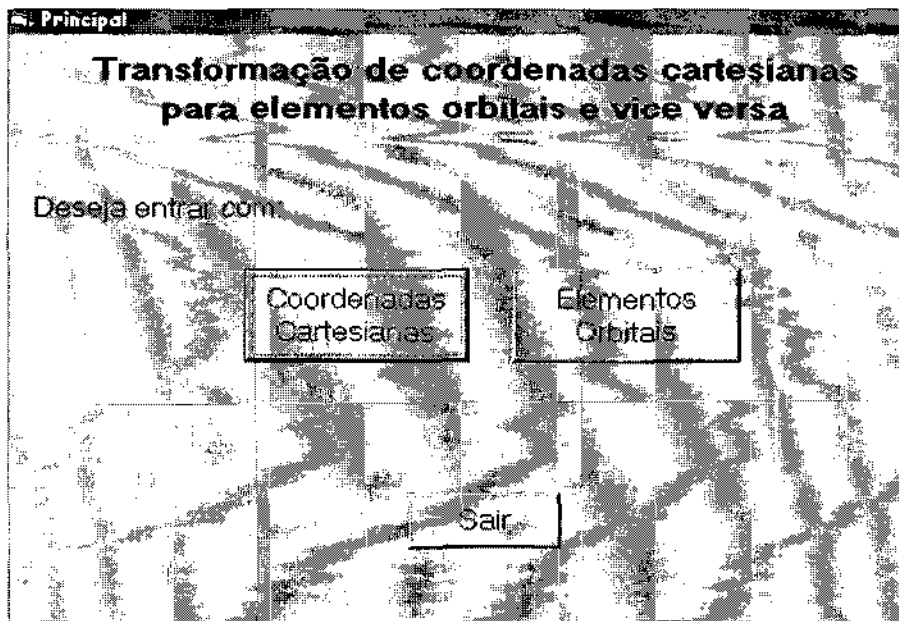 Principal
Transformação de coordenadas cartesianas
para elementos orbitais e vice versa
Deseja entrar com:
Coordenadas
Cartesianas
Elementos
Orbitais
Sair